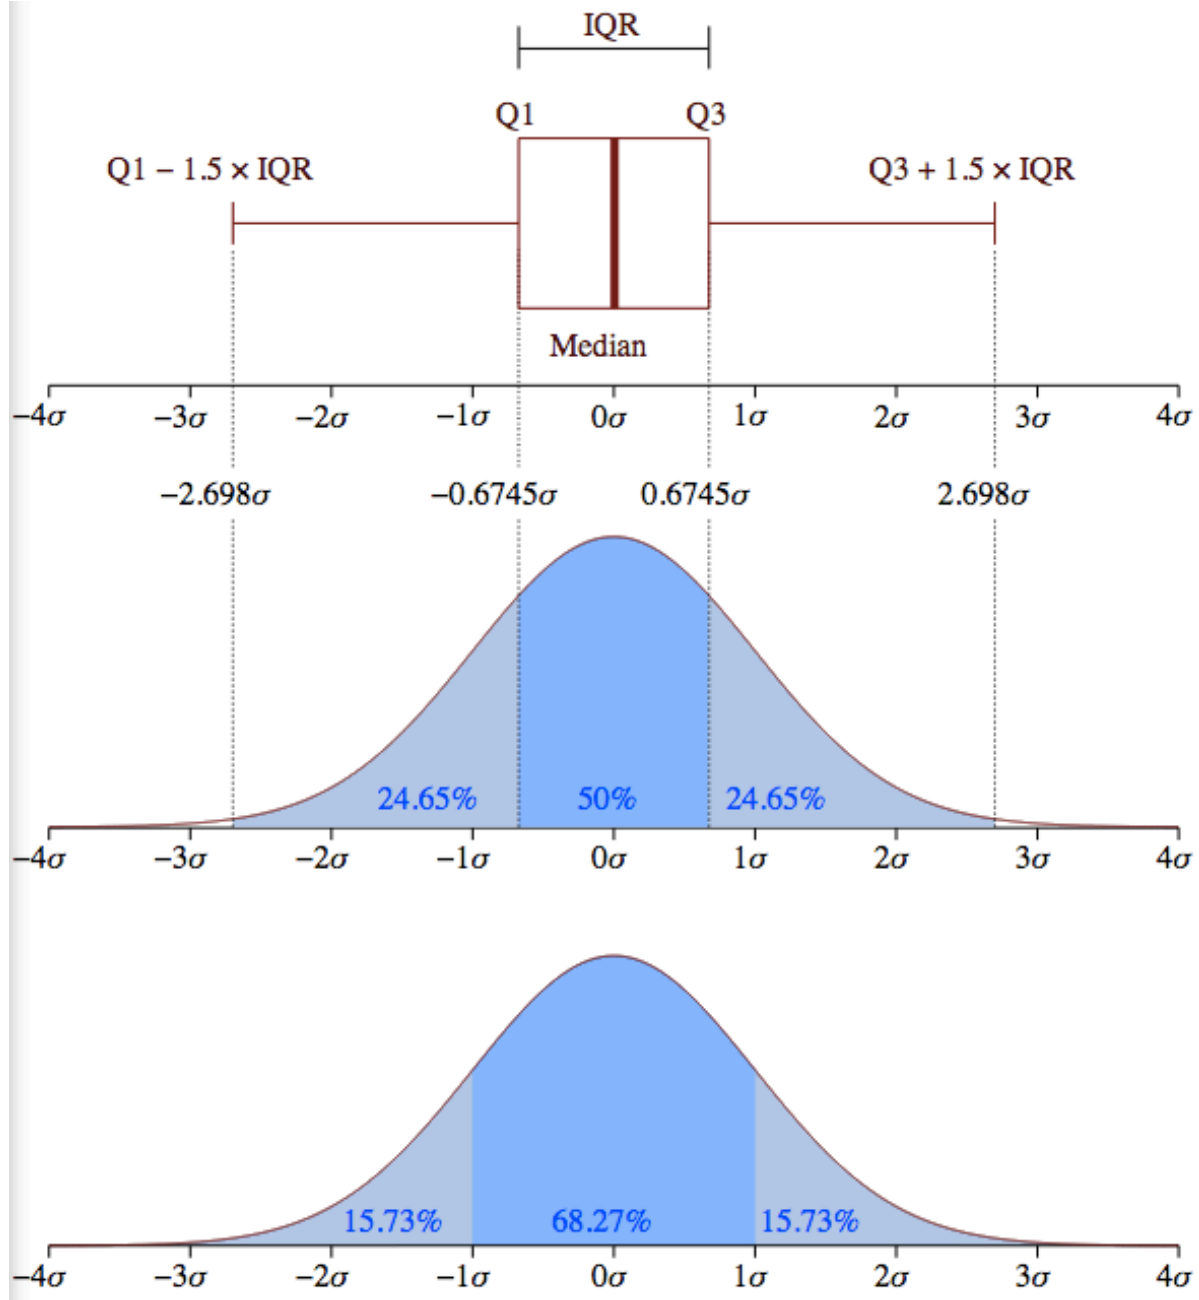 IQR
Q1 Q3
Q1 − 1.5 × IQR Q3 + 1.5 × IQR
Median
−4σ −3σ −2σ −1σ 0σ 1σ 2σ 3σ 4σ
−2.698σ −0.6745σ 0.6745σ 2.698σ
24.65% 50% 24.65%
−4σ −3σ −2σ −1σ 0σ 1σ 2σ 3σ 4σ
15.73% 68.27% 15.73%
−4σ −3σ −2σ −1σ 0σ 1σ 2σ 3σ 4σ